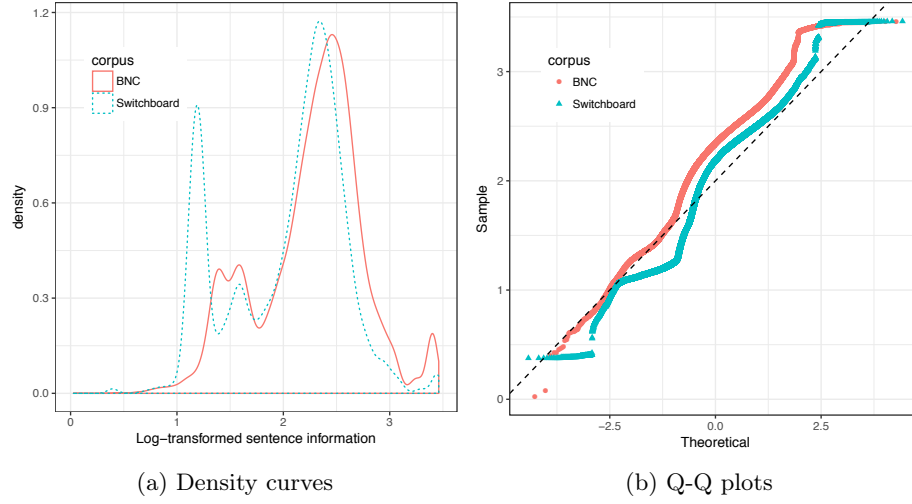 1.2
0.9
0.6
0.3
0.0
density
corpus
BNC
Switchboard
0
1
2
3
Log-transformed sentence information
(a) Density curves
3
2
1
0
Sample
corpus
BNC
Switchboard
-2.5
0.0
2.5
Theoretical
(b) Q-Q plots